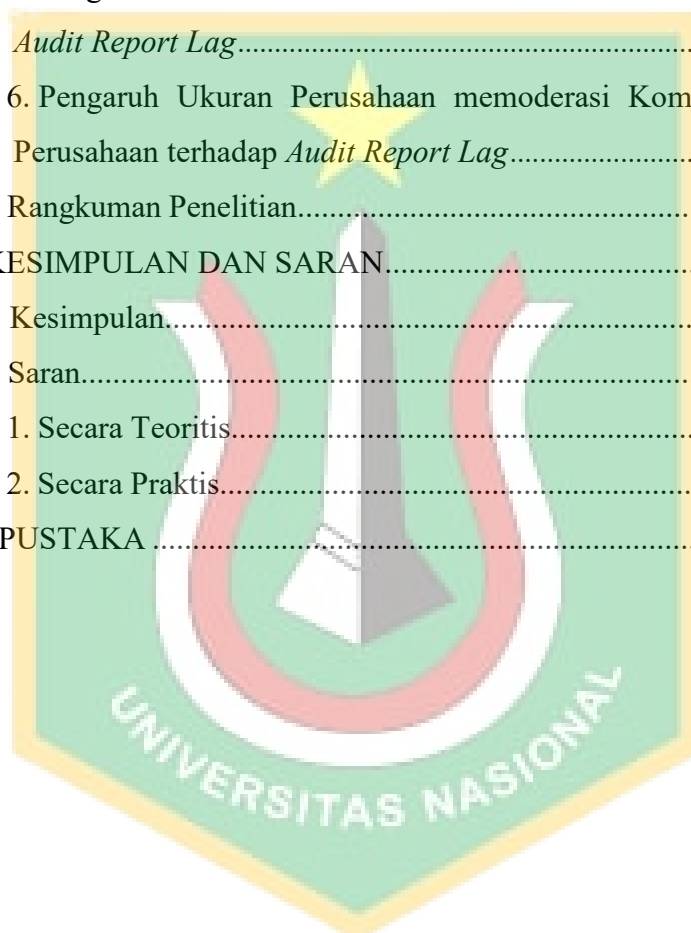 Audit Report Lag
6. Pengaruh Ukuran Perusahaan memoderasi
Perusahaan terhadap Audit Report Lag
Rangkuman Penelitian
KESIMPULAN DAN SARAN
Kesimpulan
Saran
1. Secara Teoritis
2. Secara Praktis
PUSTAKA
UNIVERSITAS NASIONAL